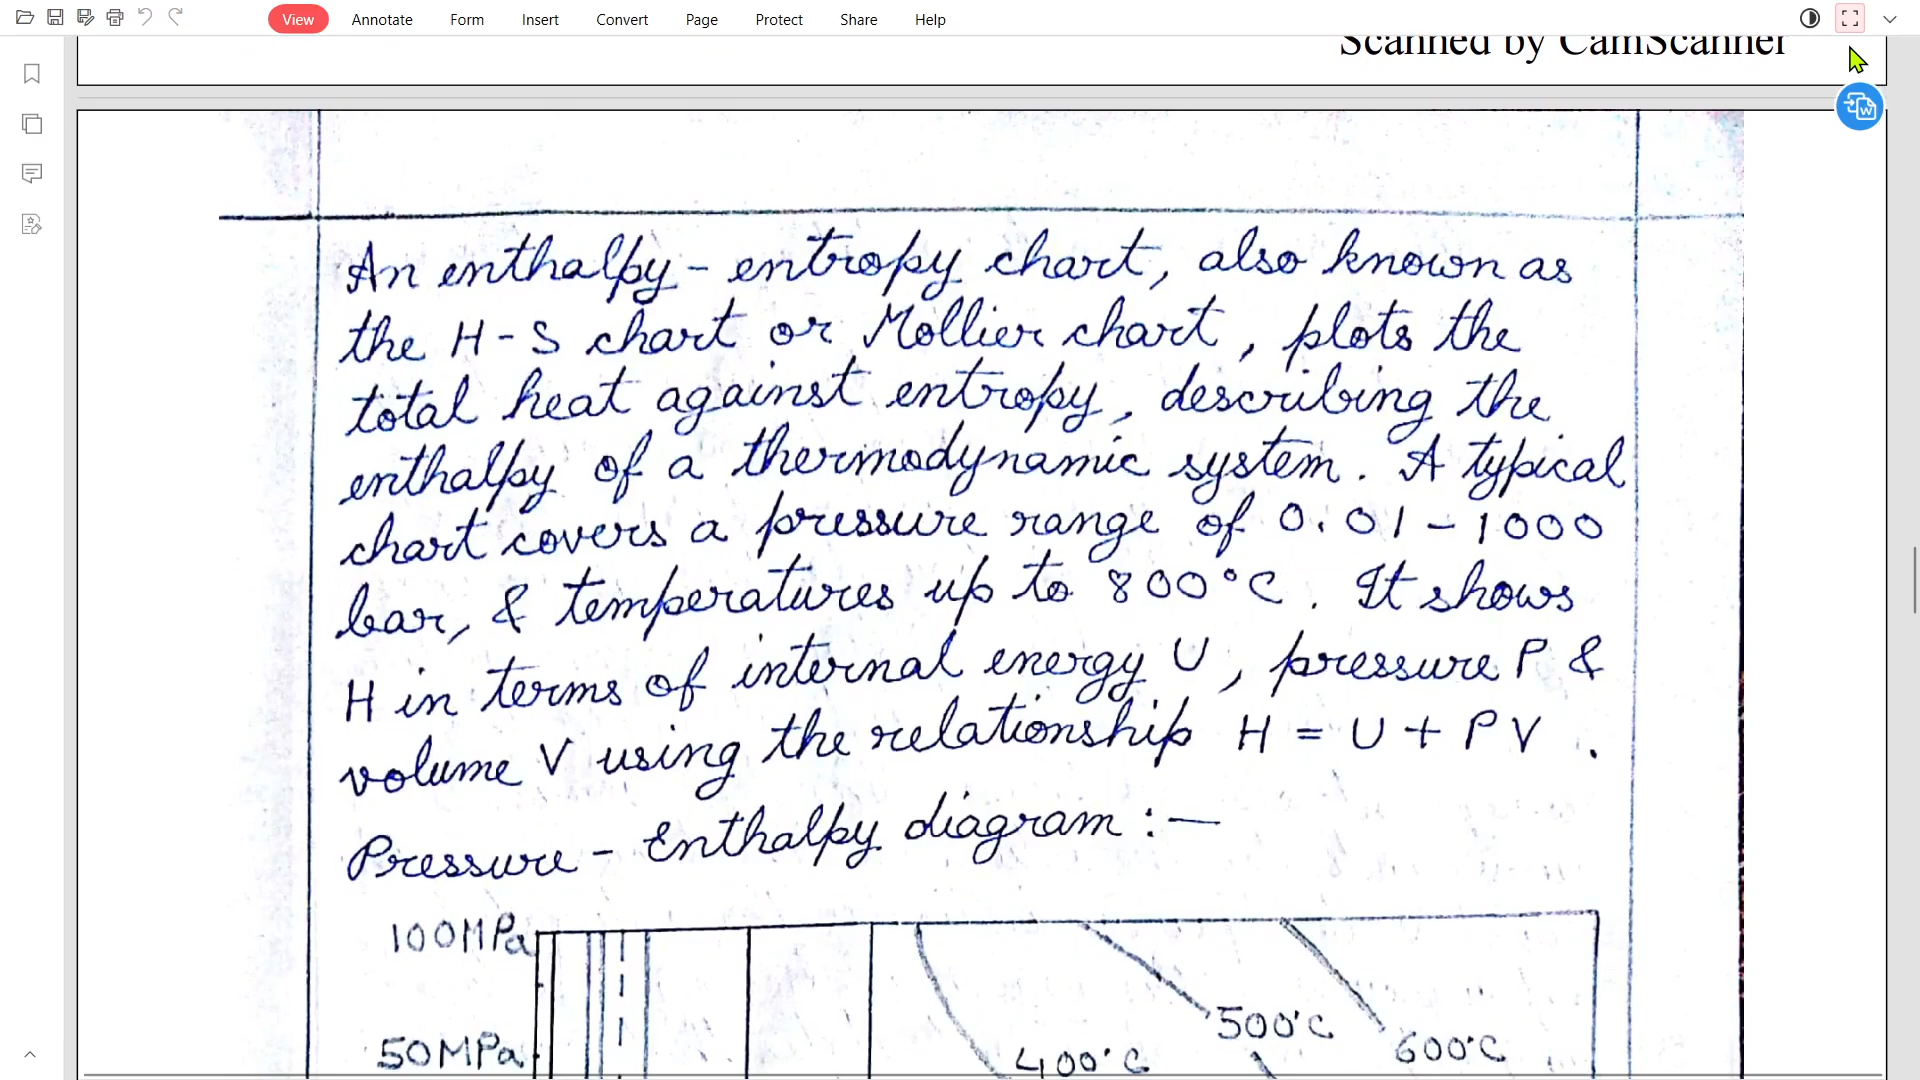 View Annotate Form Insert Convert Page Protect Share Help
Scanned by CamScanner
An enthalpy - entropy chart, also known as
the H-S chart or Mollier chart, plots the
total heat against entropy, describing the
enthalpy of a thermodynamic system. A typical
chart covers a pressure range of 0.01 - 1000
bar, & temperatures up to 800°C. It shows
H in terms of internal energy U, pressure P &
volume V using the relationship H = U + PV.
Pressure - Enthalpy diagram :—
100MPa
500°C
600°C
50MPa
400°C